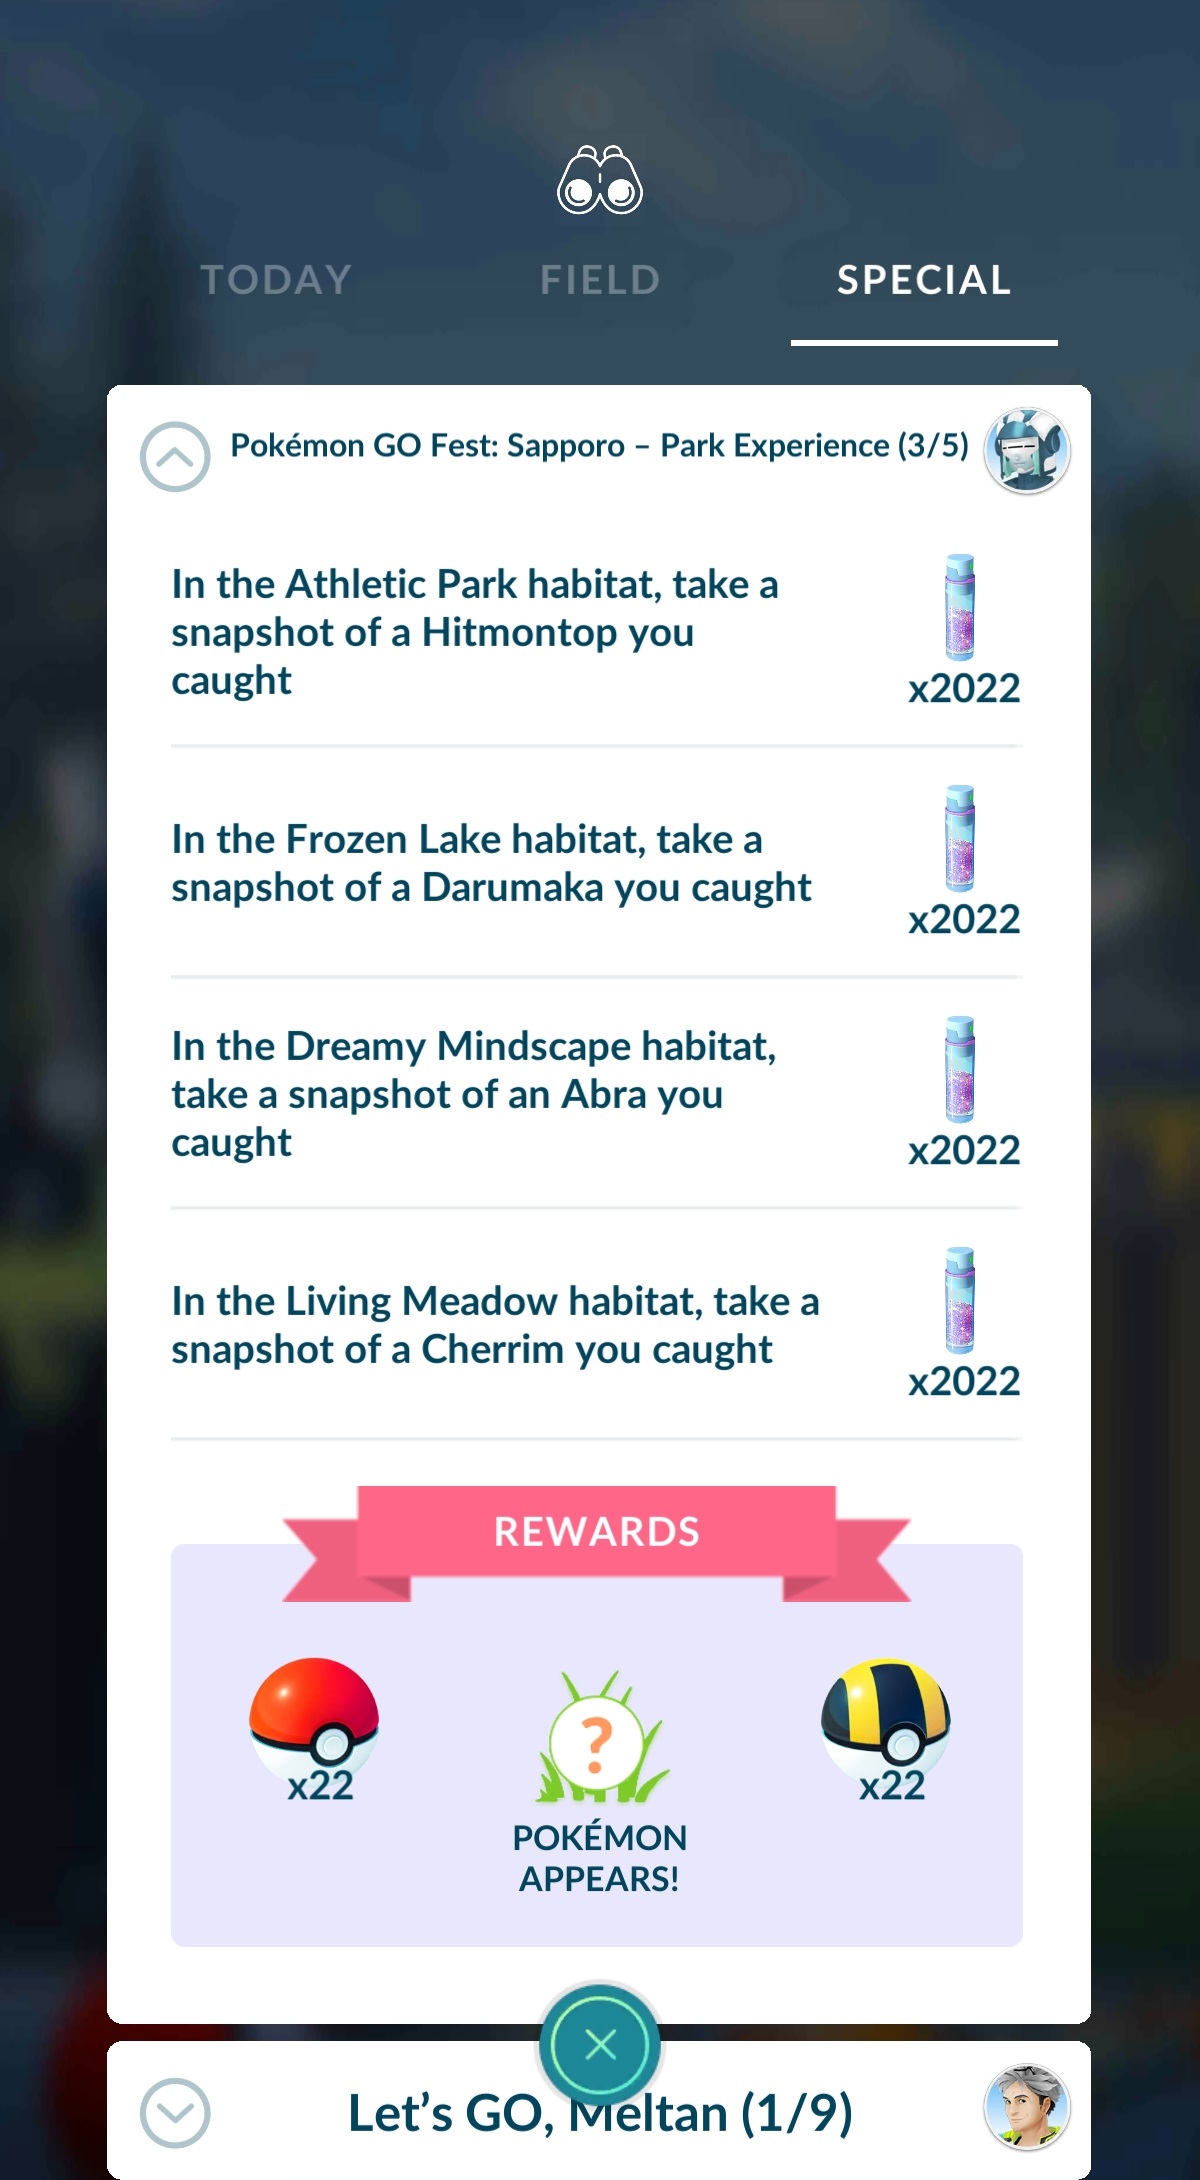 TODAY
FIELD
SPECIAL
Pokémon GO Fest: Sapporo – Park Experience (3/5)
In the Athletic Park habitat, take a
snapshot of a Hitmontop you
caught
x2022
In the Frozen Lake habitat, take a
snapshot of a Darumaka you caught
x2022
In the Dreamy Mindscape habitat,
take a snapshot of an Abra you
caught
x2022
In the Living Meadow habitat, take a
snapshot of a Cherrim you caught
x2022
REWARDS
x22
?
POKÉMON
APPEARS!
x22
Let’s GO, Meltan (1/9)